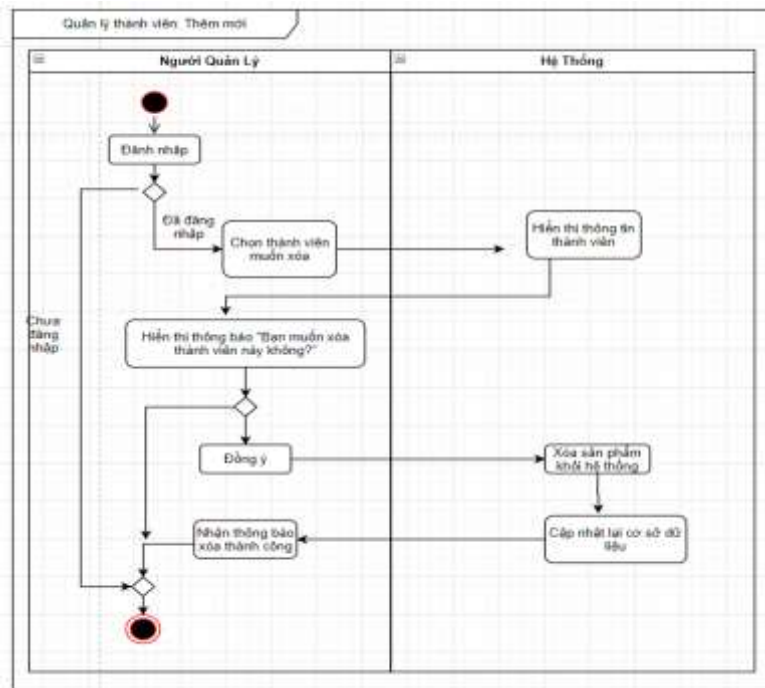 Quản lý thành viên: Thêm mới
Người Quản Lý
Hệ Thống
Đănh nhập
Đã đăng
nhập
Chọn thành viên
muốn xóa
Hiển thị thông tin
thành viên
Chưa
đăng
nhập
Hiển thị thông báo "Bạn muốn xóa
thành viên này không?"
Đồng ý
Xóa sản phẩm
khỏi hệ thống
Nhận thông báo
xóa thành công
Cập nhật lại cơ sở dữ
liệu